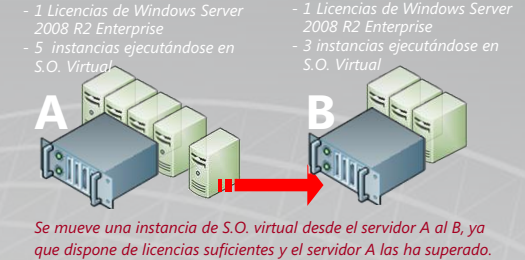 - 1 Licencias de Windows Server
2008 R2 Enterprise
- 5 instancias ejecutándose en
S.O. Virtual
- 1 Licencias de Windows Server
2008 R2 Enterprise
- 3 instancias ejecutándose en
S.O. Virtual
A
B
Se mueve una instancia de S.O. virtual desde el servidor A al B, ya
que dispone de licencias suficientes y el servidor A las ha superado.